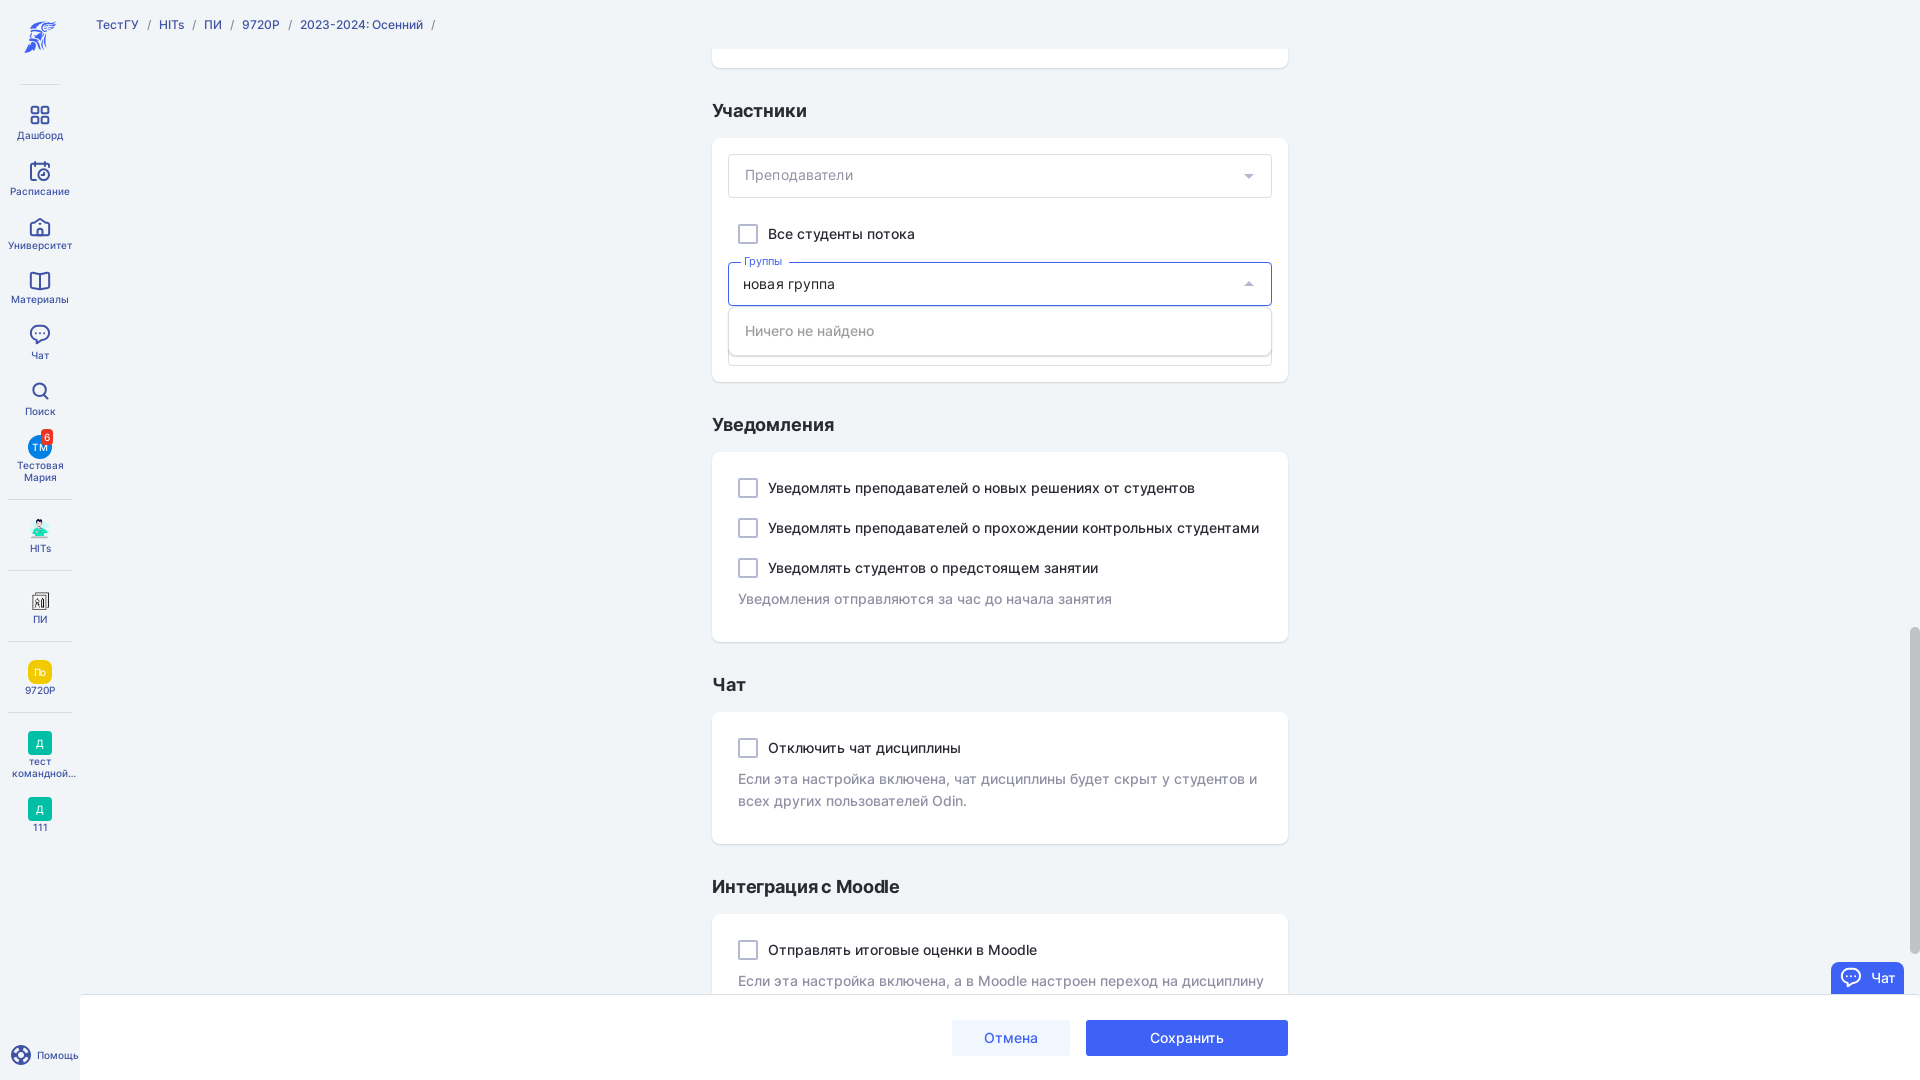 ТестГУ / HITs / ПИ / 9720Р / 2023-2024: Осенний /
Дашборд
Расписание
Университет
Материалы
Чат
Поиск
ТМ
6
Тестовая
Мария
HITs
ПИ
Пb
9720Р
Д
тест
командной...
Д
111
Помощь
Участники
Преподаватели
Все студенты потока
Группы
новая группа
Ничего не найдено
Уведомления
Уведомлять преподавателей о новых решениях от студентов
Уведомлять преподавателей о прохождении контрольных студентами
Уведомлять студентов о предстоящем занятии
Уведомления отправляются за час до начала занятия
Чат
Отключить чат дисциплины
Если эта настройка включена, чат дисциплины будет скрыт у студентов и
всех других пользователей Odin.
Интеграция с Moodle
Отправлять итоговые оценки в Moodle
Если эта настройка включена, а в Moodle настроен переход на дисциплину
Чат
Отмена
Сохранить